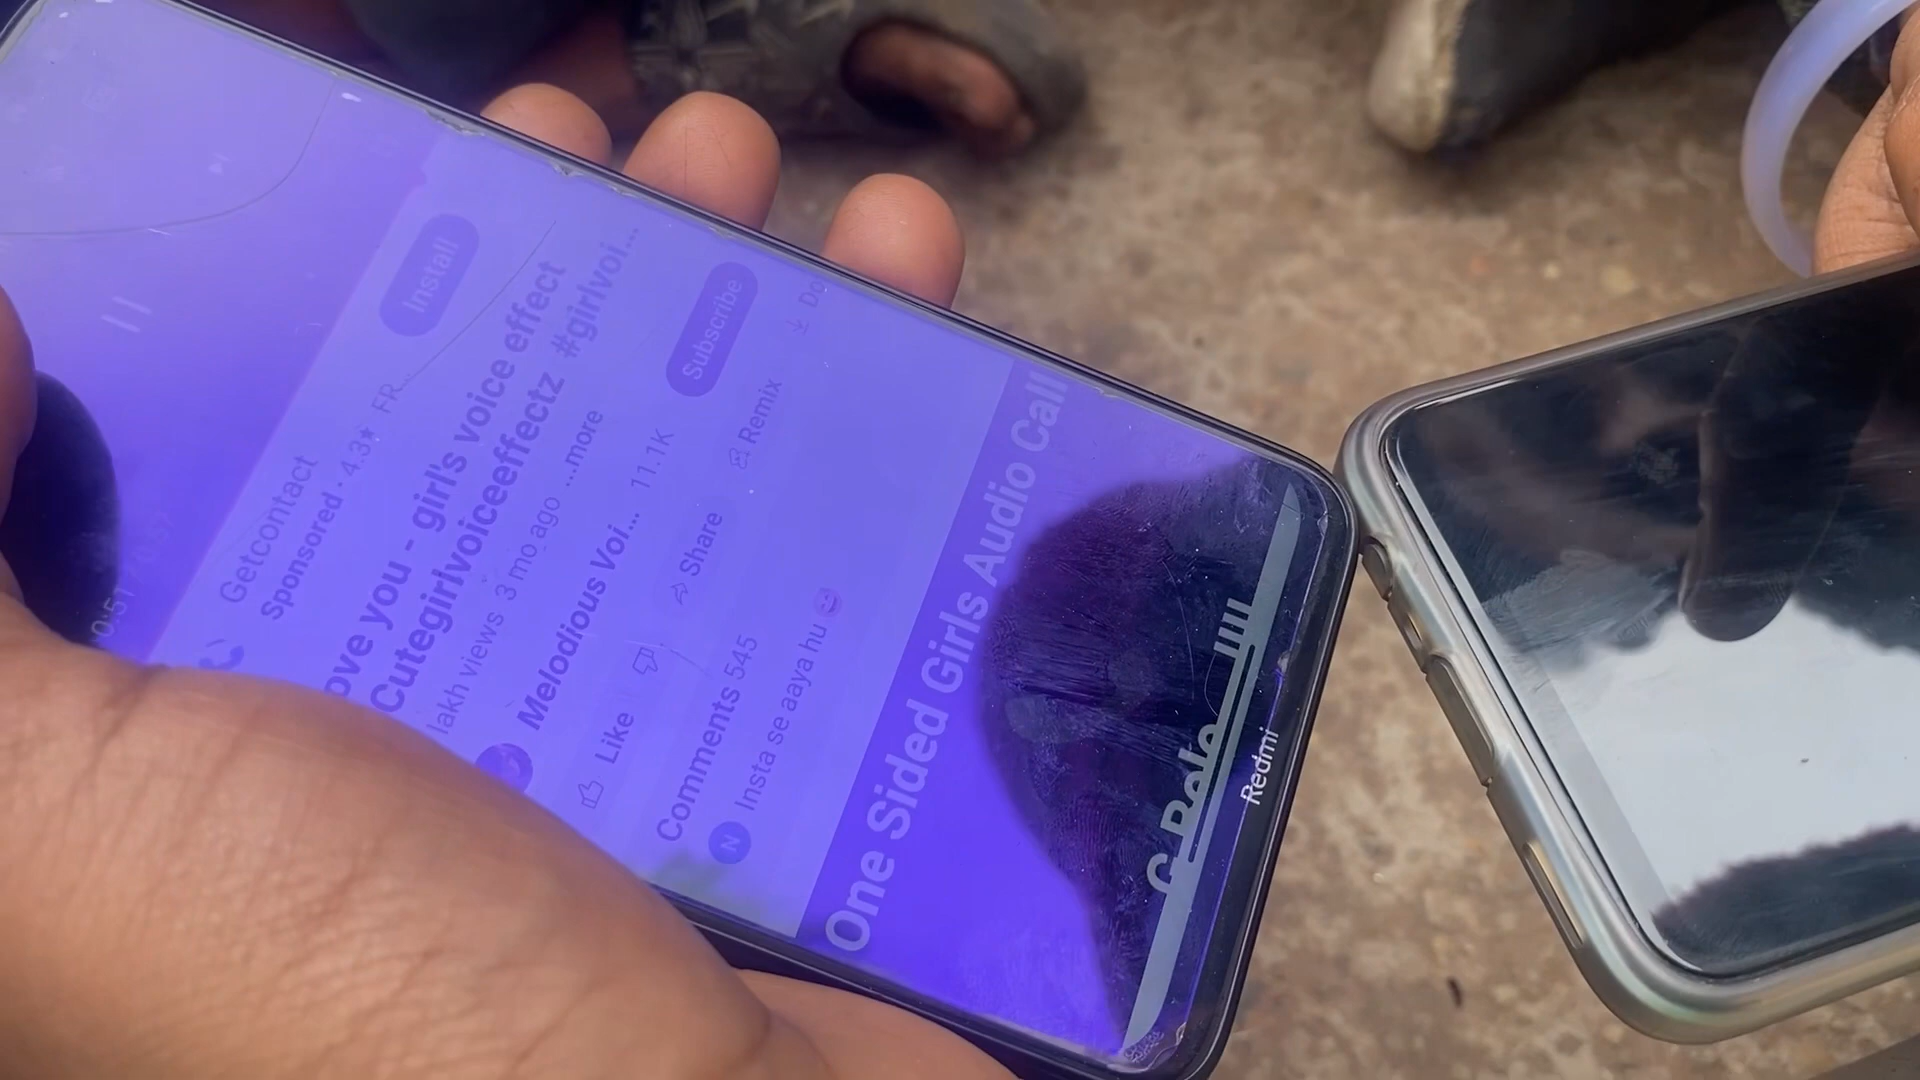 Getcontact
Sponsored · 4.3★ FR...
Install
ove you - girl's voice effect
Cutegirlvoiceeffectz #girlvoi...
lakh views 3 mo ago ...more
Melodious Voi... 11.1K
Subscribe
Like
Share
Remix
Do
Comments 545
N
Insta se aaya hu
One Sided Girls Audio Call
Redmi